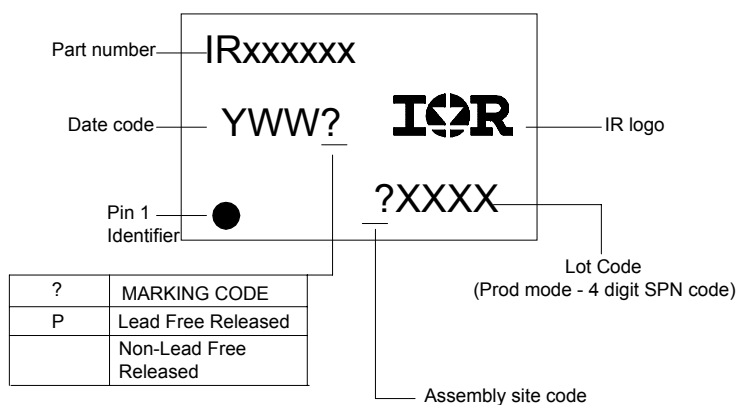 Part number
IRxxxxxx
Date code
YWW?
IOR
IR logo
?XXXX
Pin 1
Identifier
Lot Code
(Prod mode - 4 digit SPN code)
? MARKING CODE
P Lead Free Released
Non-Lead Free
Released
Assembly site code